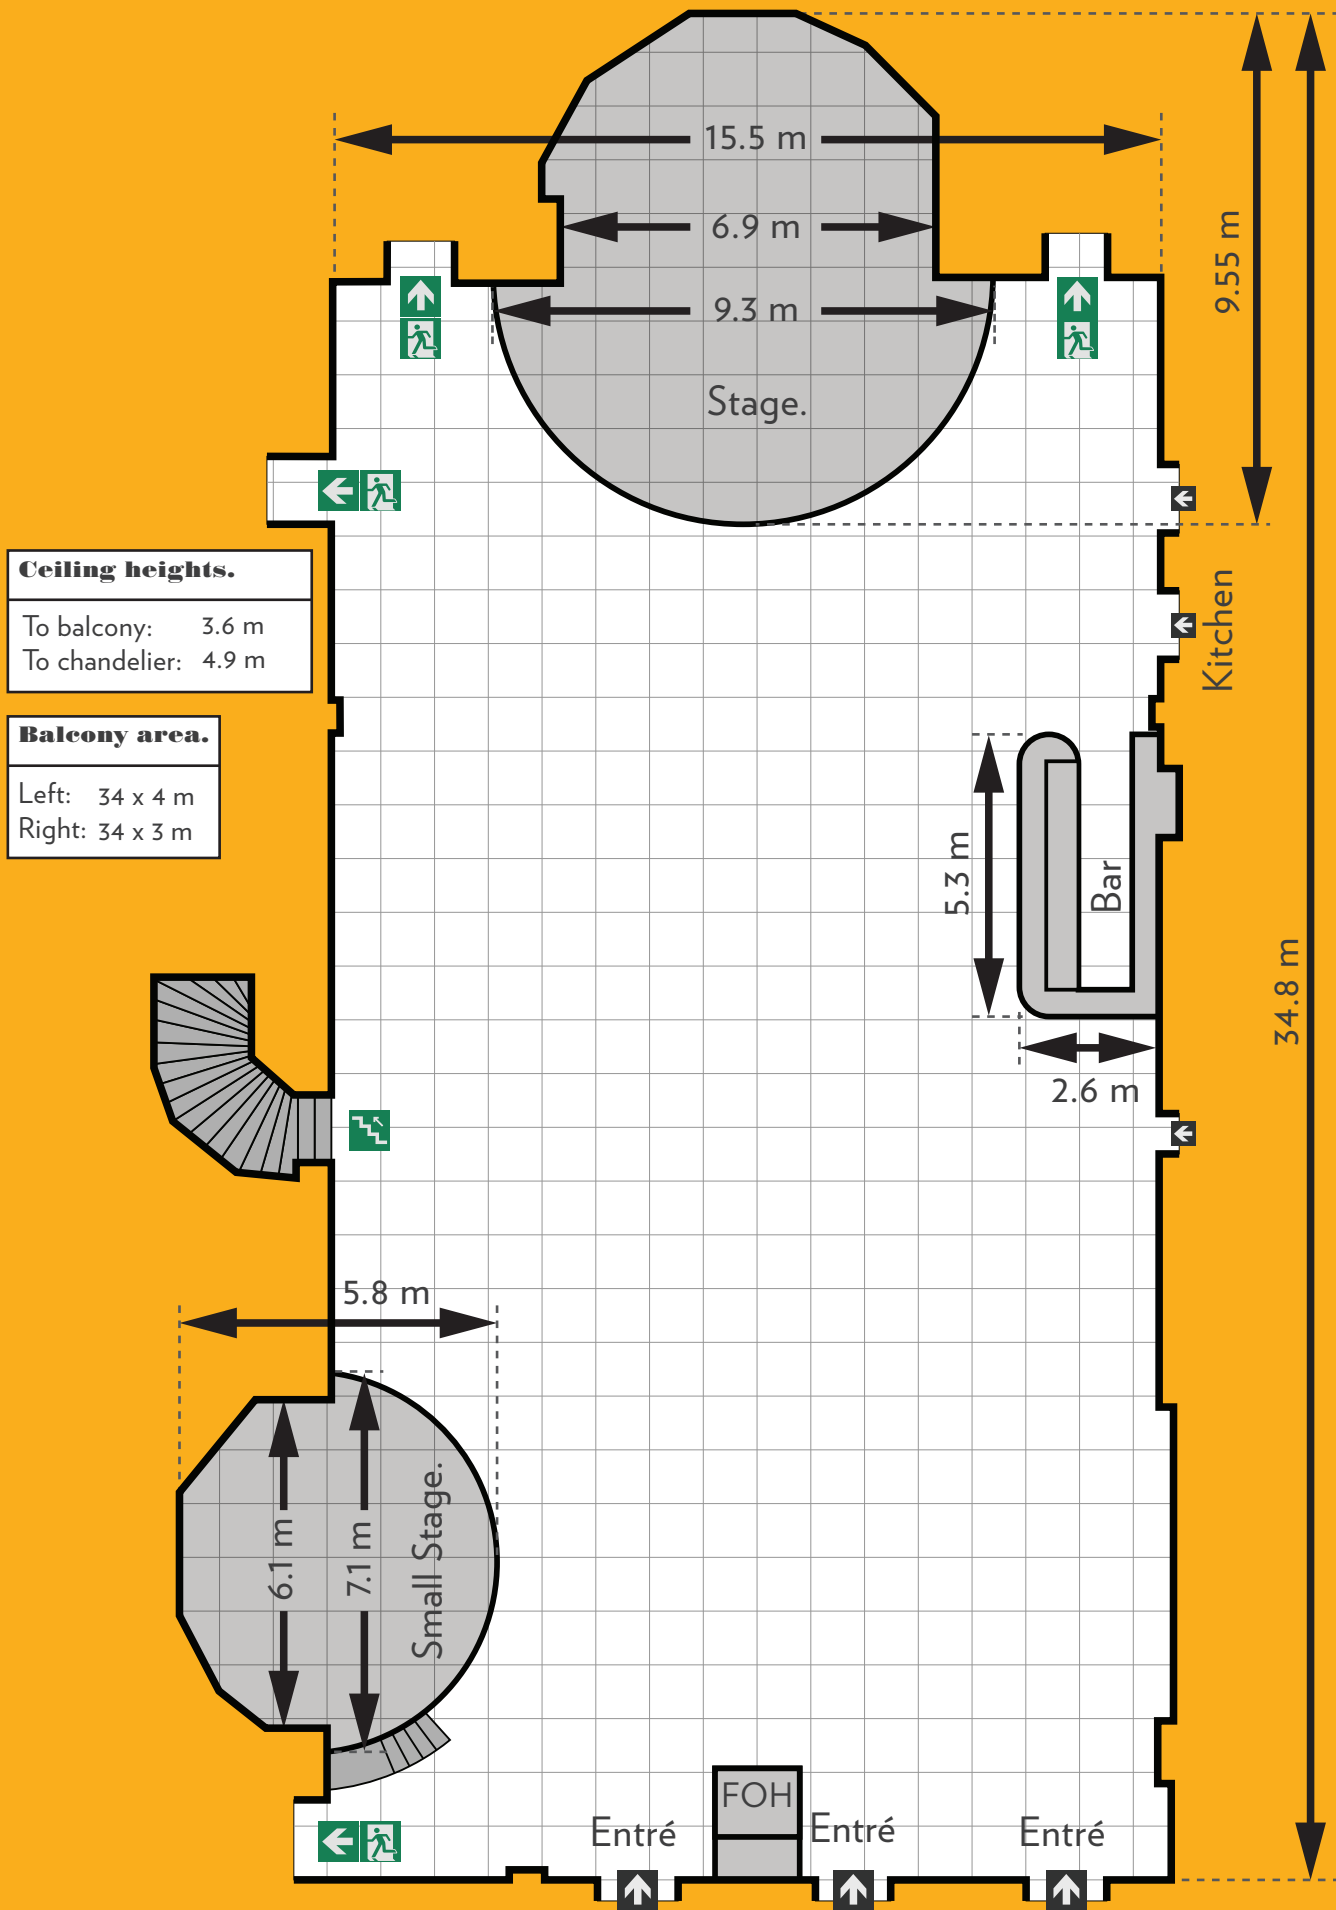 15.5 m
6.9 m
9.3 m
9.55 m
Stage.
Ceiling heights.
To balcony: 3.6 m
To chandelier: 4.9 m
Kitchen
Balcony area.
Left: 34 x 4 m
Right: 34 x 3 m
5.3 m
Bar
34.8 m
2.6 m
5.8 m
6.1 m
7.1 m
Small Stage.
FOH
Entré
Entré
Entré